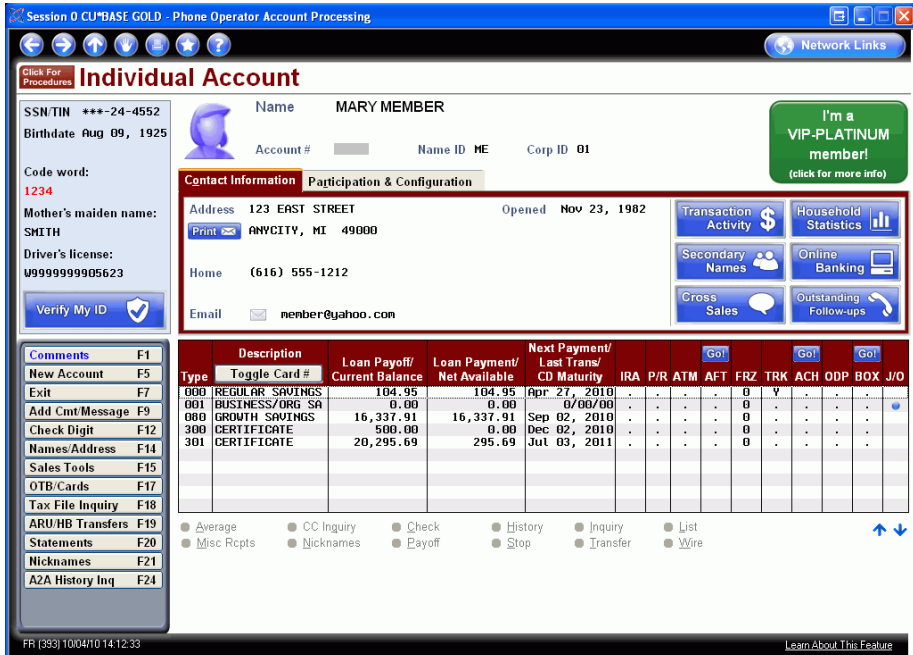 Session 0 CU*BASE GOLD - Phone Operator Account Processing
Network Links
Click For Procedures Individual Account
SSN/TIN ***-24-4552
Birthdate Aug 09, 1925
Code word:
1234
Mother's maiden name:
SMITH
Driver's license:
W9999999905623
Verify My ID
Name MARY MEMBER
Account # Name ID ME Corp ID 01
I'm a
VIP-PLATINUM
member!
(click for more info)
Contact Information Participation & Configuration
Address 123 EAST STREET Opened Nov 23, 1982
Print ANYCITY, MI 49000
Home (616) 555-1212
Email member@yahoo.com
Transaction Activity
Household Statistics
Secondary Names
Online Banking
Cross Sales
Outstanding Follow-ups
Comments F1
New Account F5
Exit F7
Add Cmt/Message F9
Check Digit F12
Names/Address F14
Sales Tools F15
OTB/Cards F17
Tax File Inquiry F18
ARU/HB Transfers F19
Statements F20
Nicknames F21
A2A History Inq F24
Type Description Toggle Card # Loan Payoff/ Current Balance Loan Payment/ Net Available Next Payment/ Last Trans/ CD Maturity IRA P/R ATM Go! AFT FRZ TRK Go! ACH ODP Go! BOX J/O
000 REGULAR SAVINGS 104.95 104.95 Apr 27, 2010 . . . . 0 Y . . .
001 BUSINESS/ORG SA 0.00 0.00 0/00/00 . . . . 0 . . . .
010 GROWTH SAVINGS 16,337.91 16,337.91 Sep 02, 2010 . . . . 0 . . . .
300 CERTIFICATE 500.00 0.00 Dec 02, 2010 . . . . 0 . . . .
301 CERTIFICATE 20,295.69 295.69 Jul 03, 2011 . . . . 0 . . . .
Average CC Inquiry Check History Inquiry List
Misc Rcpts Nicknames Payoff Stop Transfer Wire
FR (393) 10/04/10 14:12:33
Learn About This Feature